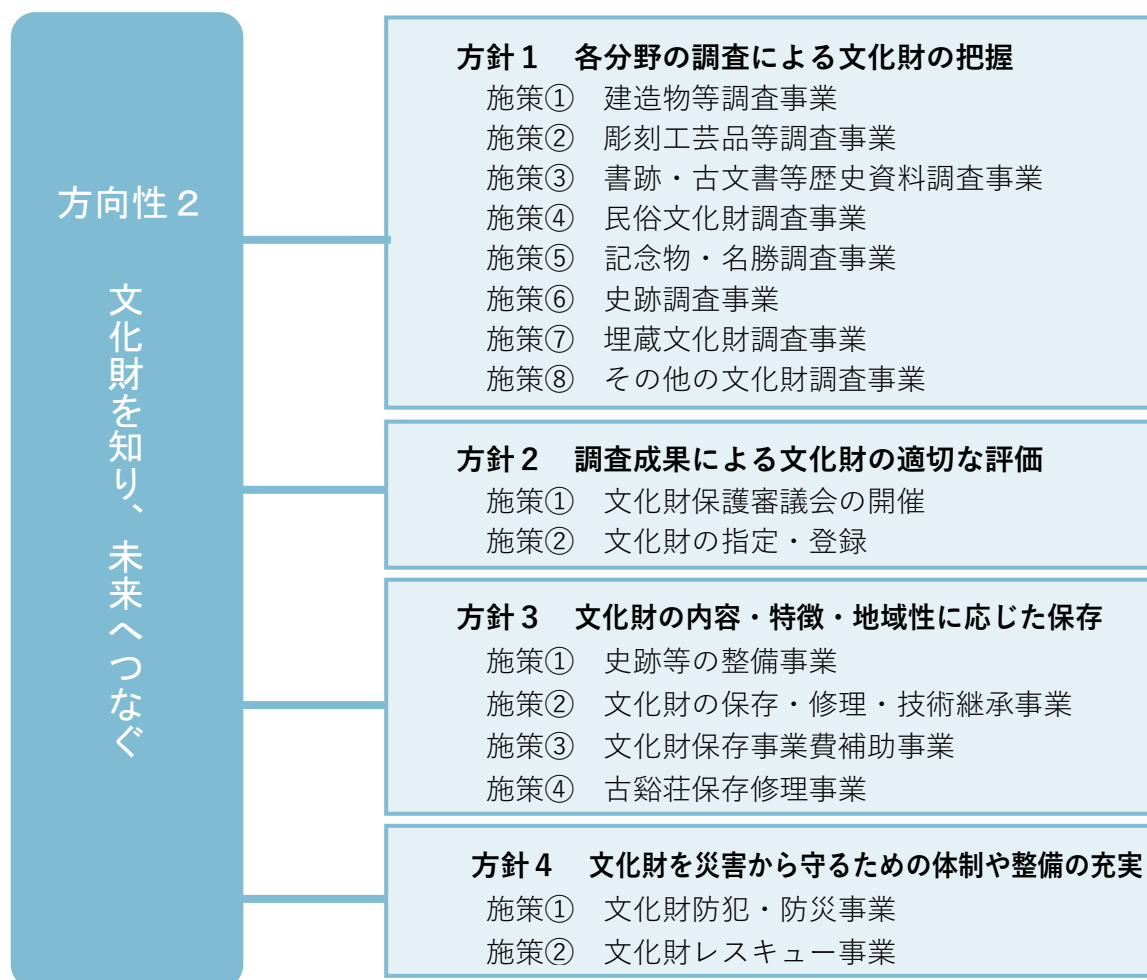 方向性２
文化財を知り、未来へつなぐ
方針１　各分野の調査による文化財の把握
施策①　建造物等調査事業
施策②　彫刻工芸品等調査事業
施策③　書跡・古文書等歴史資料調査事業
施策④　民俗文化財調査事業
施策⑤　記念物・名勝調査事業
施策⑥　史跡調査事業
施策⑦　埋蔵文化財調査事業
施策⑧　その他の文化財調査事業
方針２　調査成果による文化財の適切な評価
施策①　文化財保護審議会の開催
施策②　文化財の指定・登録
方針３　文化財の内容・特徴・地域性に応じた保存
施策①　史跡等の整備事業
施策②　文化財の保存・修理・技術継承事業
施策③　文化財保存事業費補助事業
施策④　古谿荘保存修理事業
方針４　文化財を災害から守るための体制や整備の充実
施策①　文化財防犯・防災事業
施策②　文化財レスキュー事業